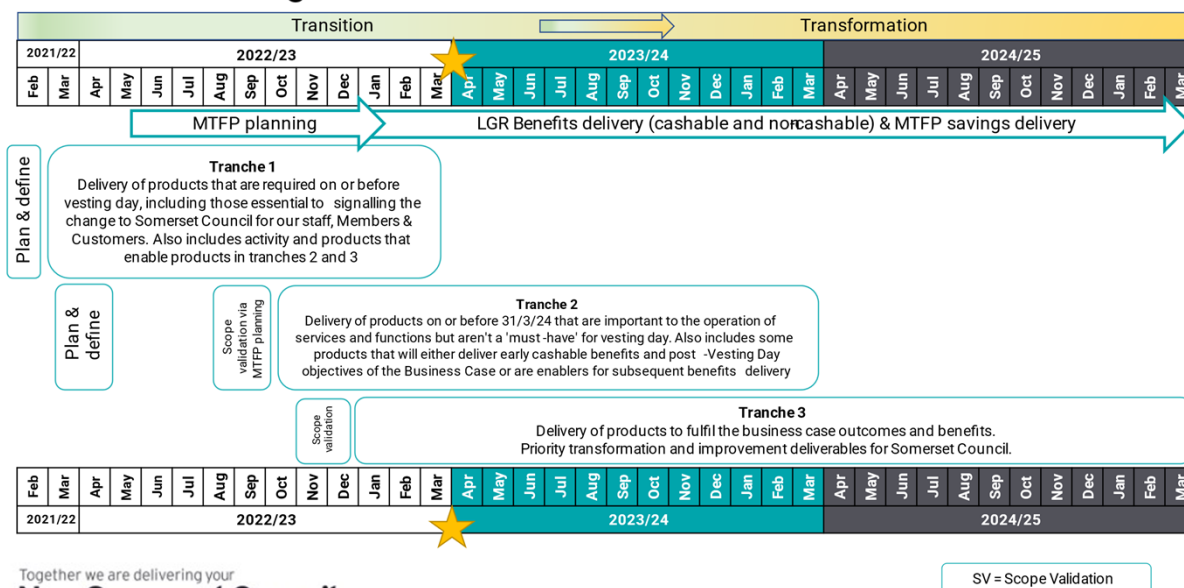 Transition Transformation
2021/22 2022/23 2023/24 2024/25
Feb Mar Apr May Jun Jul Aug Sep Oct Nov Dec Jan Feb Mar Apr May Jun Jul Aug Sep Oct Nov Dec Jan Feb Mar Apr May Jun Jul Aug Sep Oct Nov Dec Jan Feb Mar
MTFP planning
LGR Benefits delivery (cashable and non-cashable) & MTFP savings delivery
Plan & define
Tranche 1
Delivery of products that are required on or before
vesting day, including those essential to signalling the
change to Somerset Council for our staff, Members &
Customers. Also includes activity and products that
enable products in tranches 2 and 3
Plan &
define
Scope
validation via
MTFP planning
Tranche 2
Delivery of products on or before 31/3/24 that are important to the operation of
services and functions but aren't a 'must-have' for vesting day. Also includes some
products that will either deliver early cashable benefits and post -Vesting Day
objectives of the Business Case or are enablers for subsequent benefits delivery
Scope
validation
Tranche 3
Delivery of products to fulfil the business case outcomes and benefits.
Priority transformation and improvement deliverables for Somerset Council.
Feb Mar Apr May Jun Jul Aug Sep Oct Nov Dec Jan Feb Mar Apr May Jun Jul Aug Sep Oct Nov Dec Jan Feb Mar Apr May Jun Jul Aug Sep Oct Nov Dec Jan Feb Mar
2021/22 2022/23 2023/24 2024/25
Together we are delivering your
SV = Scope Validation